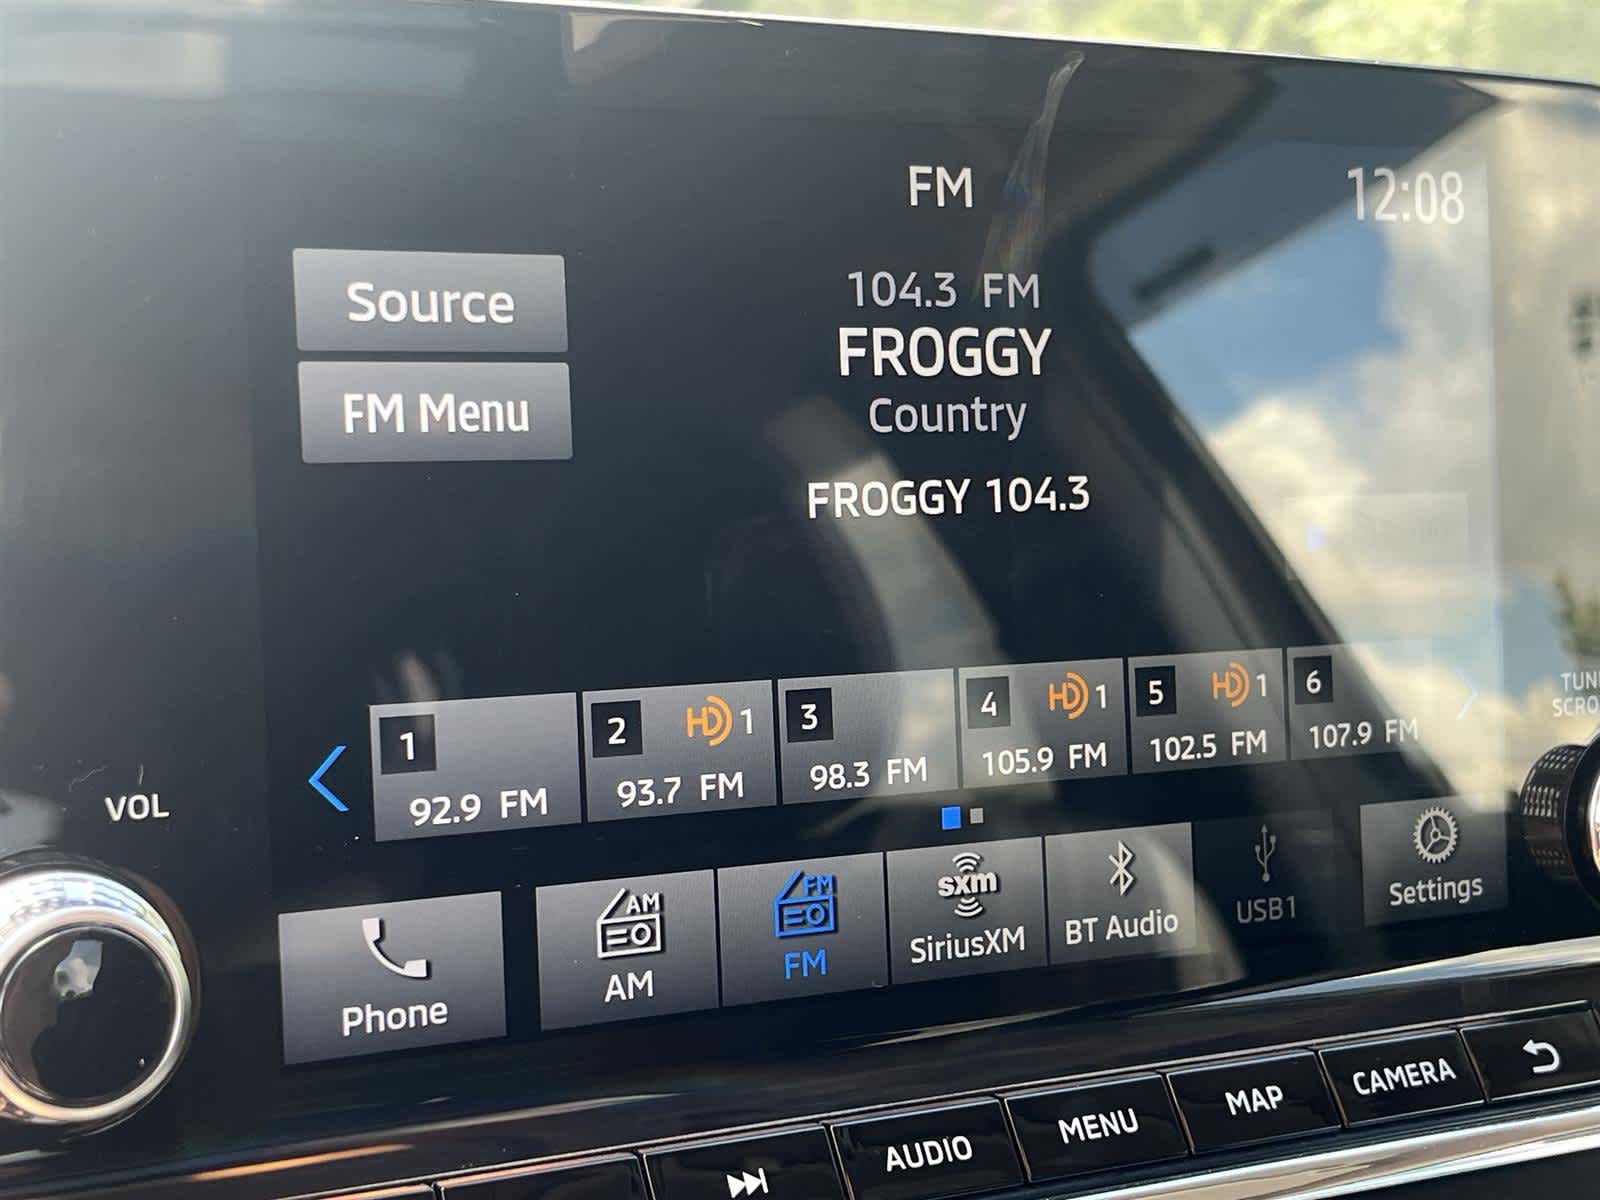 FM
12:08
Source
FM Menu
104.3 FM
FROGGY
Country
FROGGY 104.3
1
92.9 FM
2 HD 1
93.7 FM
3
98.3 FM
4 HD 1
105.9 FM
5 HD 1
102.5 FM
6
107.9 FM
VOL
Phone
AM
AM
FM
FM
sxm
SiriusXM
BT Audio
USB1
Settings
AUDIO
MENU
MAP
CAMERA